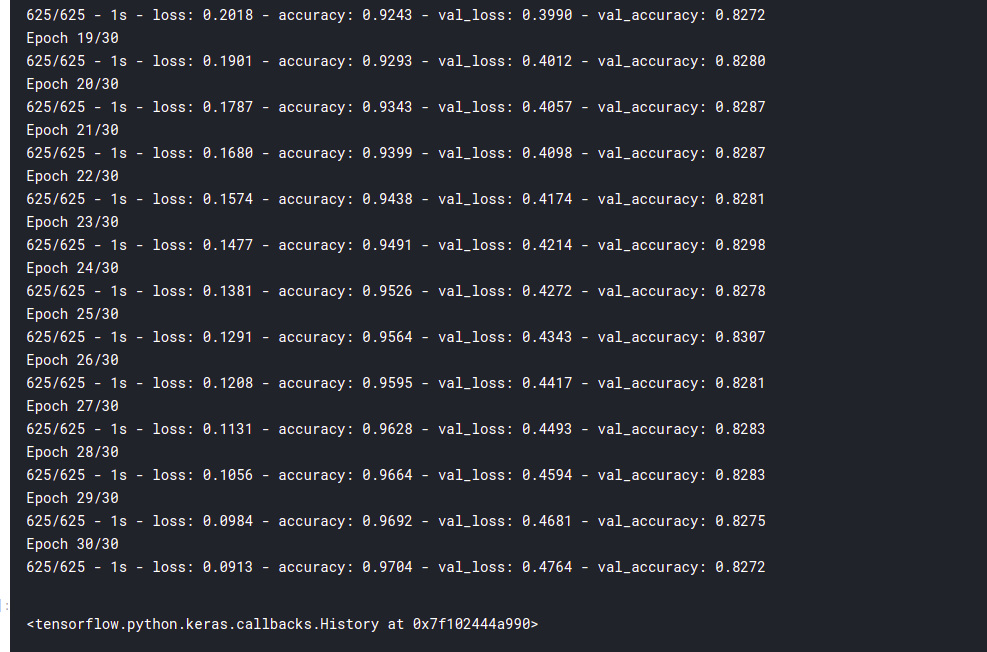 625/625 - 1s - loss: 0.2018 - accuracy: 0.9243 - val_loss: 0.3990 - val_accuracy: 0.8272
Epoch 19/30
625/625 - 1s - loss: 0.1901 - accuracy: 0.9293 - val_loss: 0.4012 - val_accuracy: 0.8280
Epoch 20/30
625/625 - 1s - loss: 0.1787 - accuracy: 0.9343 - val_loss: 0.4057 - val_accuracy: 0.8287
Epoch 21/30
625/625 - 1s - loss: 0.1680 - accuracy: 0.9399 - val_loss: 0.4098 - val_accuracy: 0.8287
Epoch 22/30
625/625 - 1s - loss: 0.1574 - accuracy: 0.9438 - val_loss: 0.4174 - val_accuracy: 0.8281
Epoch 23/30
625/625 - 1s - loss: 0.1477 - accuracy: 0.9491 - val_loss: 0.4214 - val_accuracy: 0.8298
Epoch 24/30
625/625 - 1s - loss: 0.1381 - accuracy: 0.9526 - val_loss: 0.4272 - val_accuracy: 0.8278
Epoch 25/30
625/625 - 1s - loss: 0.1291 - accuracy: 0.9564 - val_loss: 0.4343 - val_accuracy: 0.8307
Epoch 26/30
625/625 - 1s - loss: 0.1208 - accuracy: 0.9595 - val_loss: 0.4417 - val_accuracy: 0.8281
Epoch 27/30
625/625 - 1s - loss: 0.1131 - accuracy: 0.9628 - val_loss: 0.4493 - val_accuracy: 0.8283
Epoch 28/30
625/625 - 1s - loss: 0.1056 - accuracy: 0.9664 - val_loss: 0.4594 - val_accuracy: 0.8283
Epoch 29/30
625/625 - 1s - loss: 0.0984 - accuracy: 0.9692 - val_loss: 0.4681 - val_accuracy: 0.8275
Epoch 30/30
625/625 - 1s - loss: 0.0913 - accuracy: 0.9704 - val_loss: 0.4764 - val_accuracy: 0.8272
]:
<tensorflow.python.keras.callbacks.History at 0x7f102444a990>